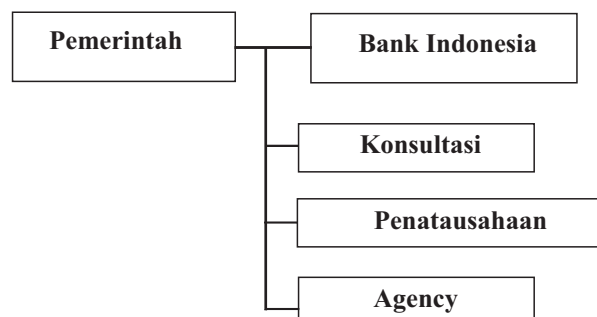 Pemerintah
Bank Indonesia
Konsultasi
Penatausahaan
Agency